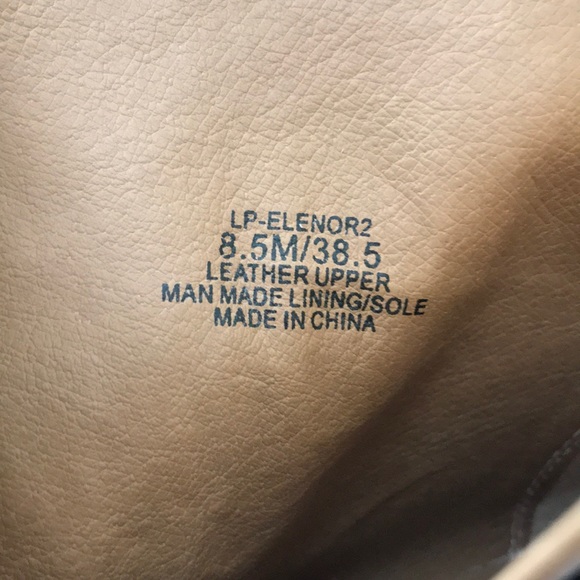 LP-ELENOR2
8.5M/38.5
LEATHER UPPER
MAN MADE LINING/SOLE
MADE IN CHINA